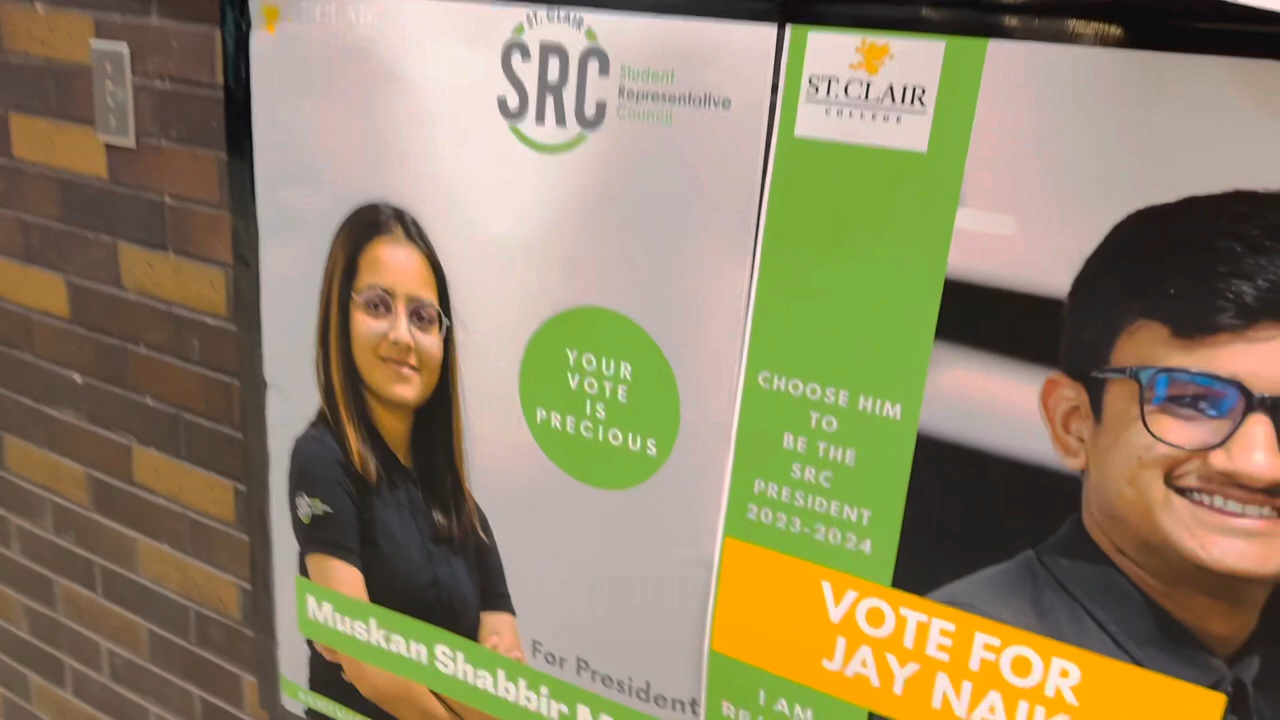 ST. CLAIR
SRC
Student
Representative
Council
YOUR
VOTE
IS
PRECIOUS
Muskan Shabbir
For President
ST. CLAIR
COLLEGE
CHOOSE HIM
TO
BE THE
SRC
PRESIDENT
2023-2024
VOTE FOR
JAY NAIK
I AM